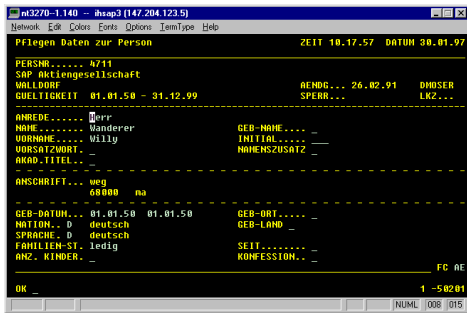 nt3270-1.140 -- ihsap3 (147.204.123.5)
Network Edit Colors Fonts Options TermType Help
Pflegen Daten zur Person ZEIT 10.17.57 DATUM 30.01.97
PERSNR...... 4711
SAP Aktiengesellschaft
WALLDORF AENDG... 26.02.91 DMOSER
GUELTIGKEIT 01.01.50 - 31.12.99 SPERR... LKZ...
ANREDE...... Herr
NAME........ Wanderer GEB-NAME.... _
VORNAME..... Willy INITIAL..... ___
VORSATZWORT. _ NAMENSZUSATZ _
AKAD.TITEL.. _
ANSCHRIFT... weg
68000 ma
GEB-DATUM... 01.01.50 01.01.50 GEB-ORT..... _
NATION.. D deutsch GEB-LAND _
SPRACHE. D deutsch
FAMILIEN-ST. ledig SEIT........ _
ANZ. KINDER. _ KONFESSION.. _
FC AE
OK _ 1 -50201
NUML 008 015